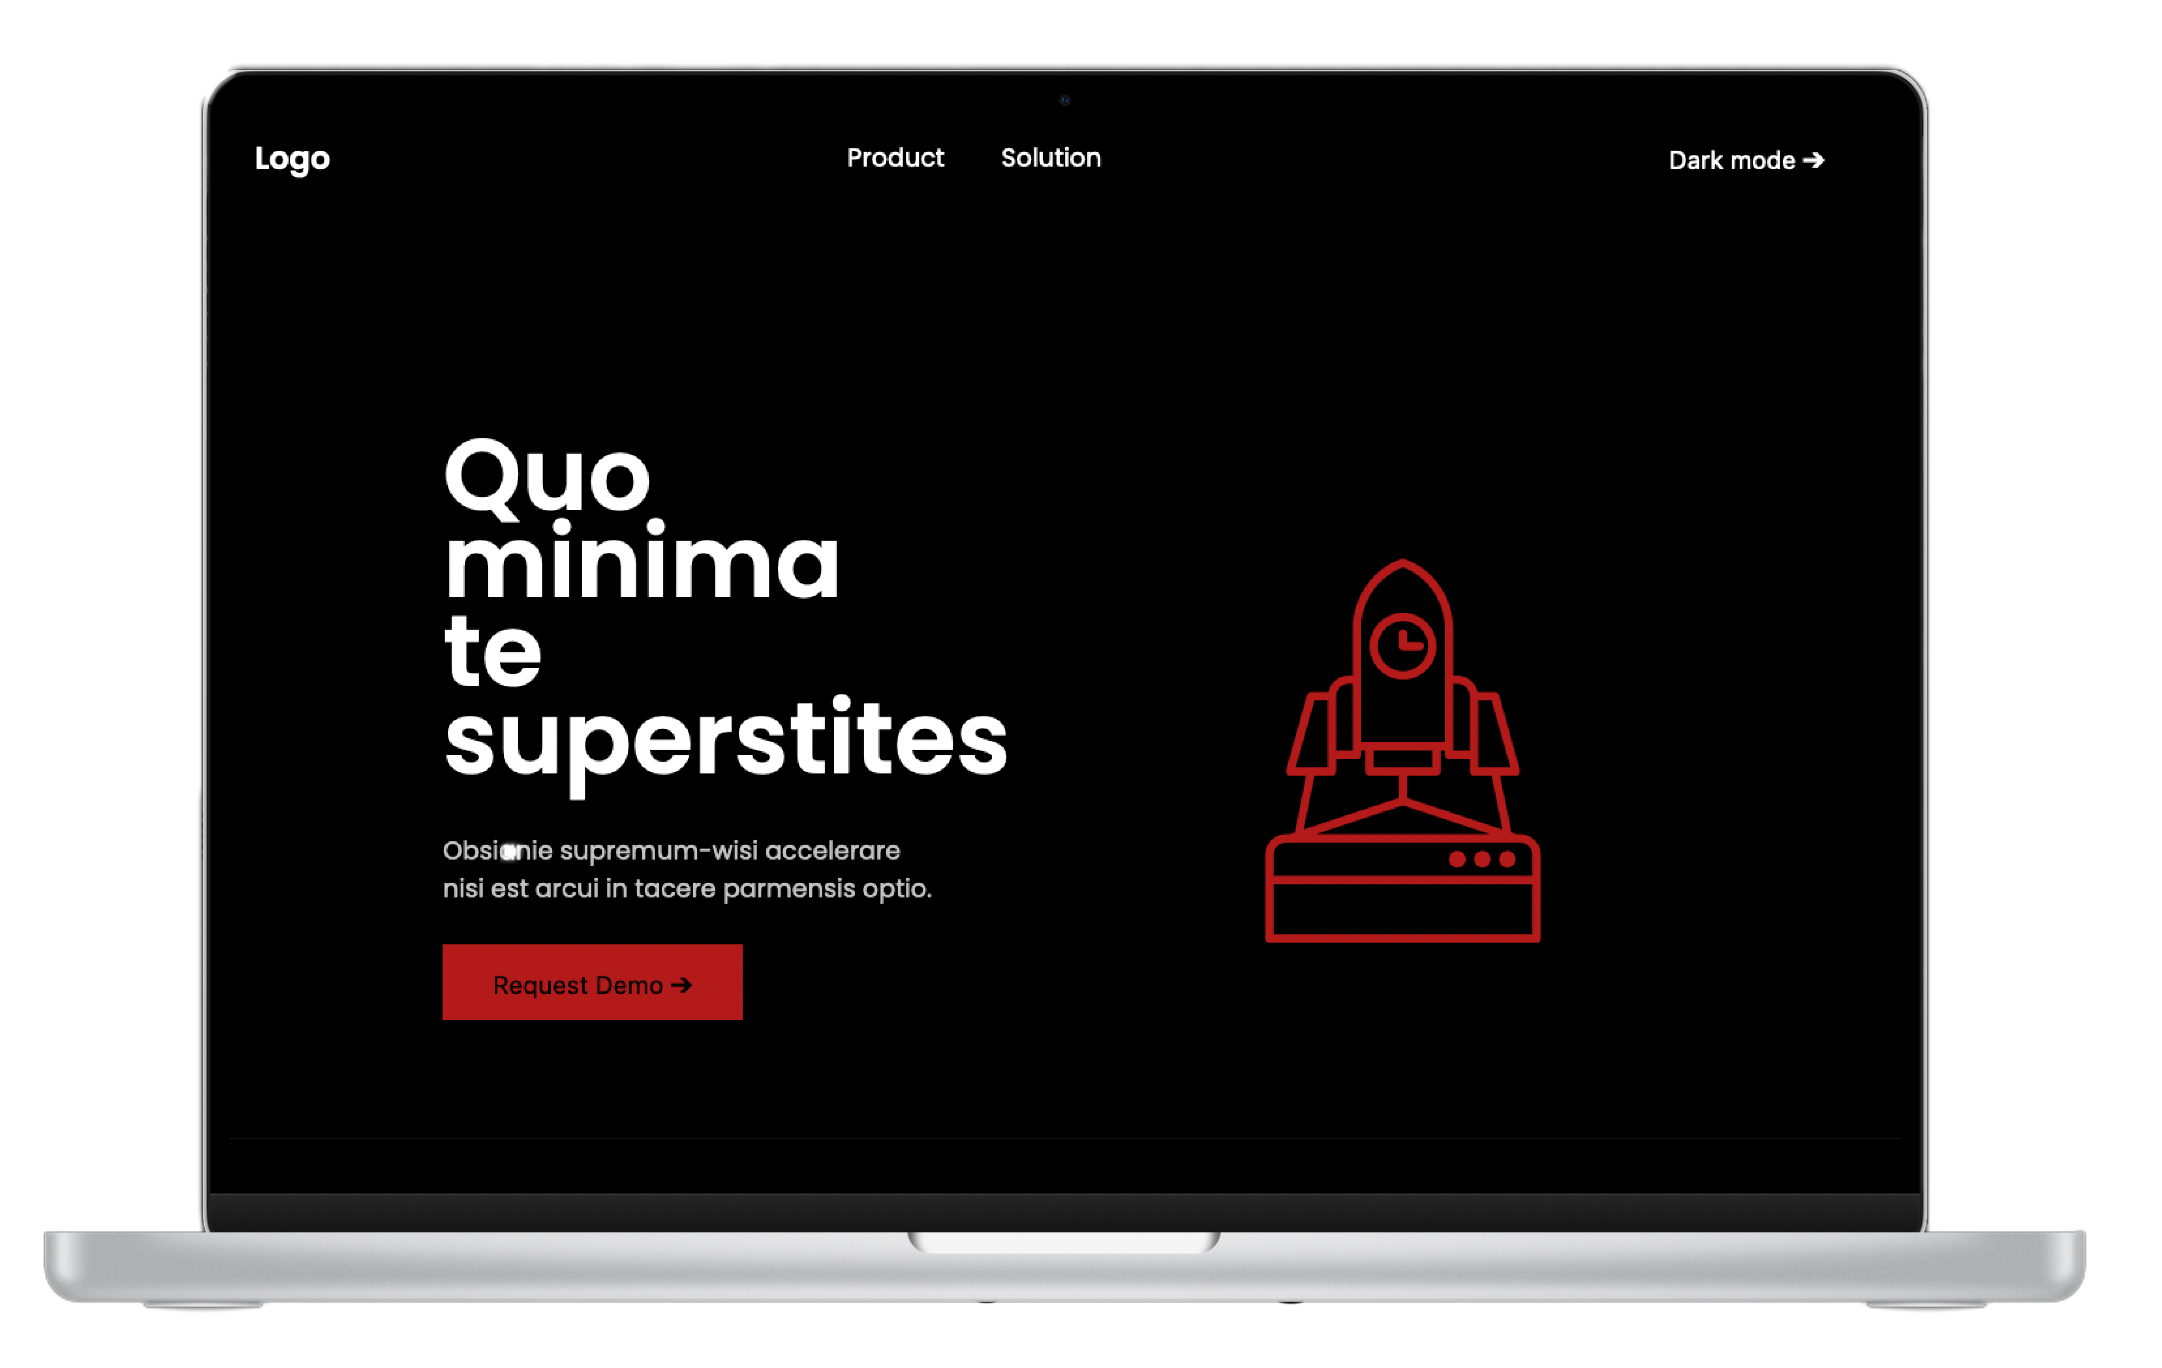 Logo
Product Solution
Dark mode ➔
Quo
minima
te
superstites
supremum-wisi accelerare
nisi est arcui in tacere parmensis optio.
Request Demo ➔